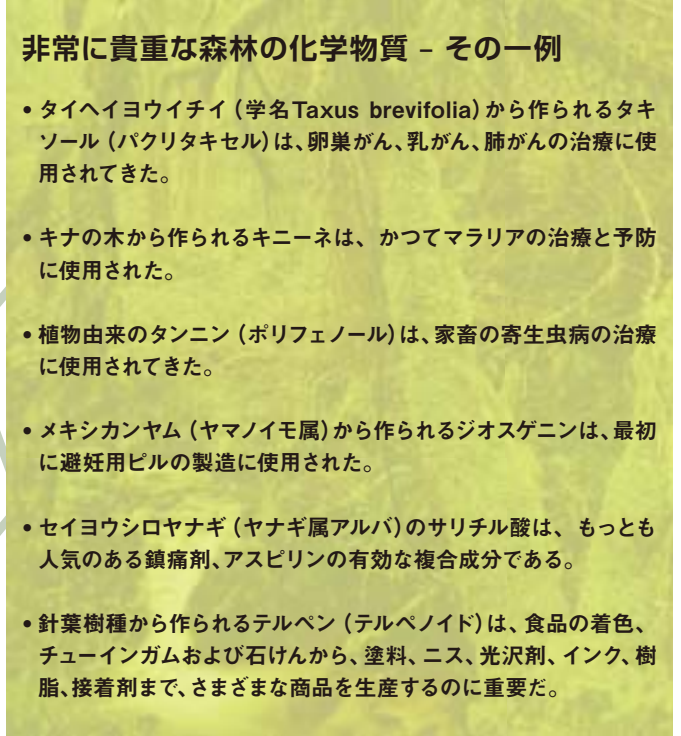 非常に貴重な森林の化学物質 – その一例
• タイヘイヨウイチイ（学名Taxus brevifolia）から作られるタキ
ソール（パクリタキセル）は、卵巣がん、乳がん、肺がんの治療に使
用されてきた。
• キナの木から作られるキニーネは、かつてマラリアの治療と予防
に使用された。
• 植物由来のタンニン（ポリフェノール）は、家畜の寄生虫病の治療
に使用されてきた。
• メキシカンヤム（ヤマノイモ属）から作られるジオスゲニンは、最初
に避妊用ピルの製造に使用された。
• セイヨウシロヤナギ（ヤナギ属アルバ）のサリチル酸は、もっとも
人気のある鎮痛剤、アスピリンの有効な複合成分である。
• 針葉樹種から作られるテルペン（テルペノイド）は、食品の着色、
チューインガムおよび石けんから、塗料、ニス、光沢剤、インク、樹
脂、接着剤まで、さまざまな商品を生産するのに重要だ。